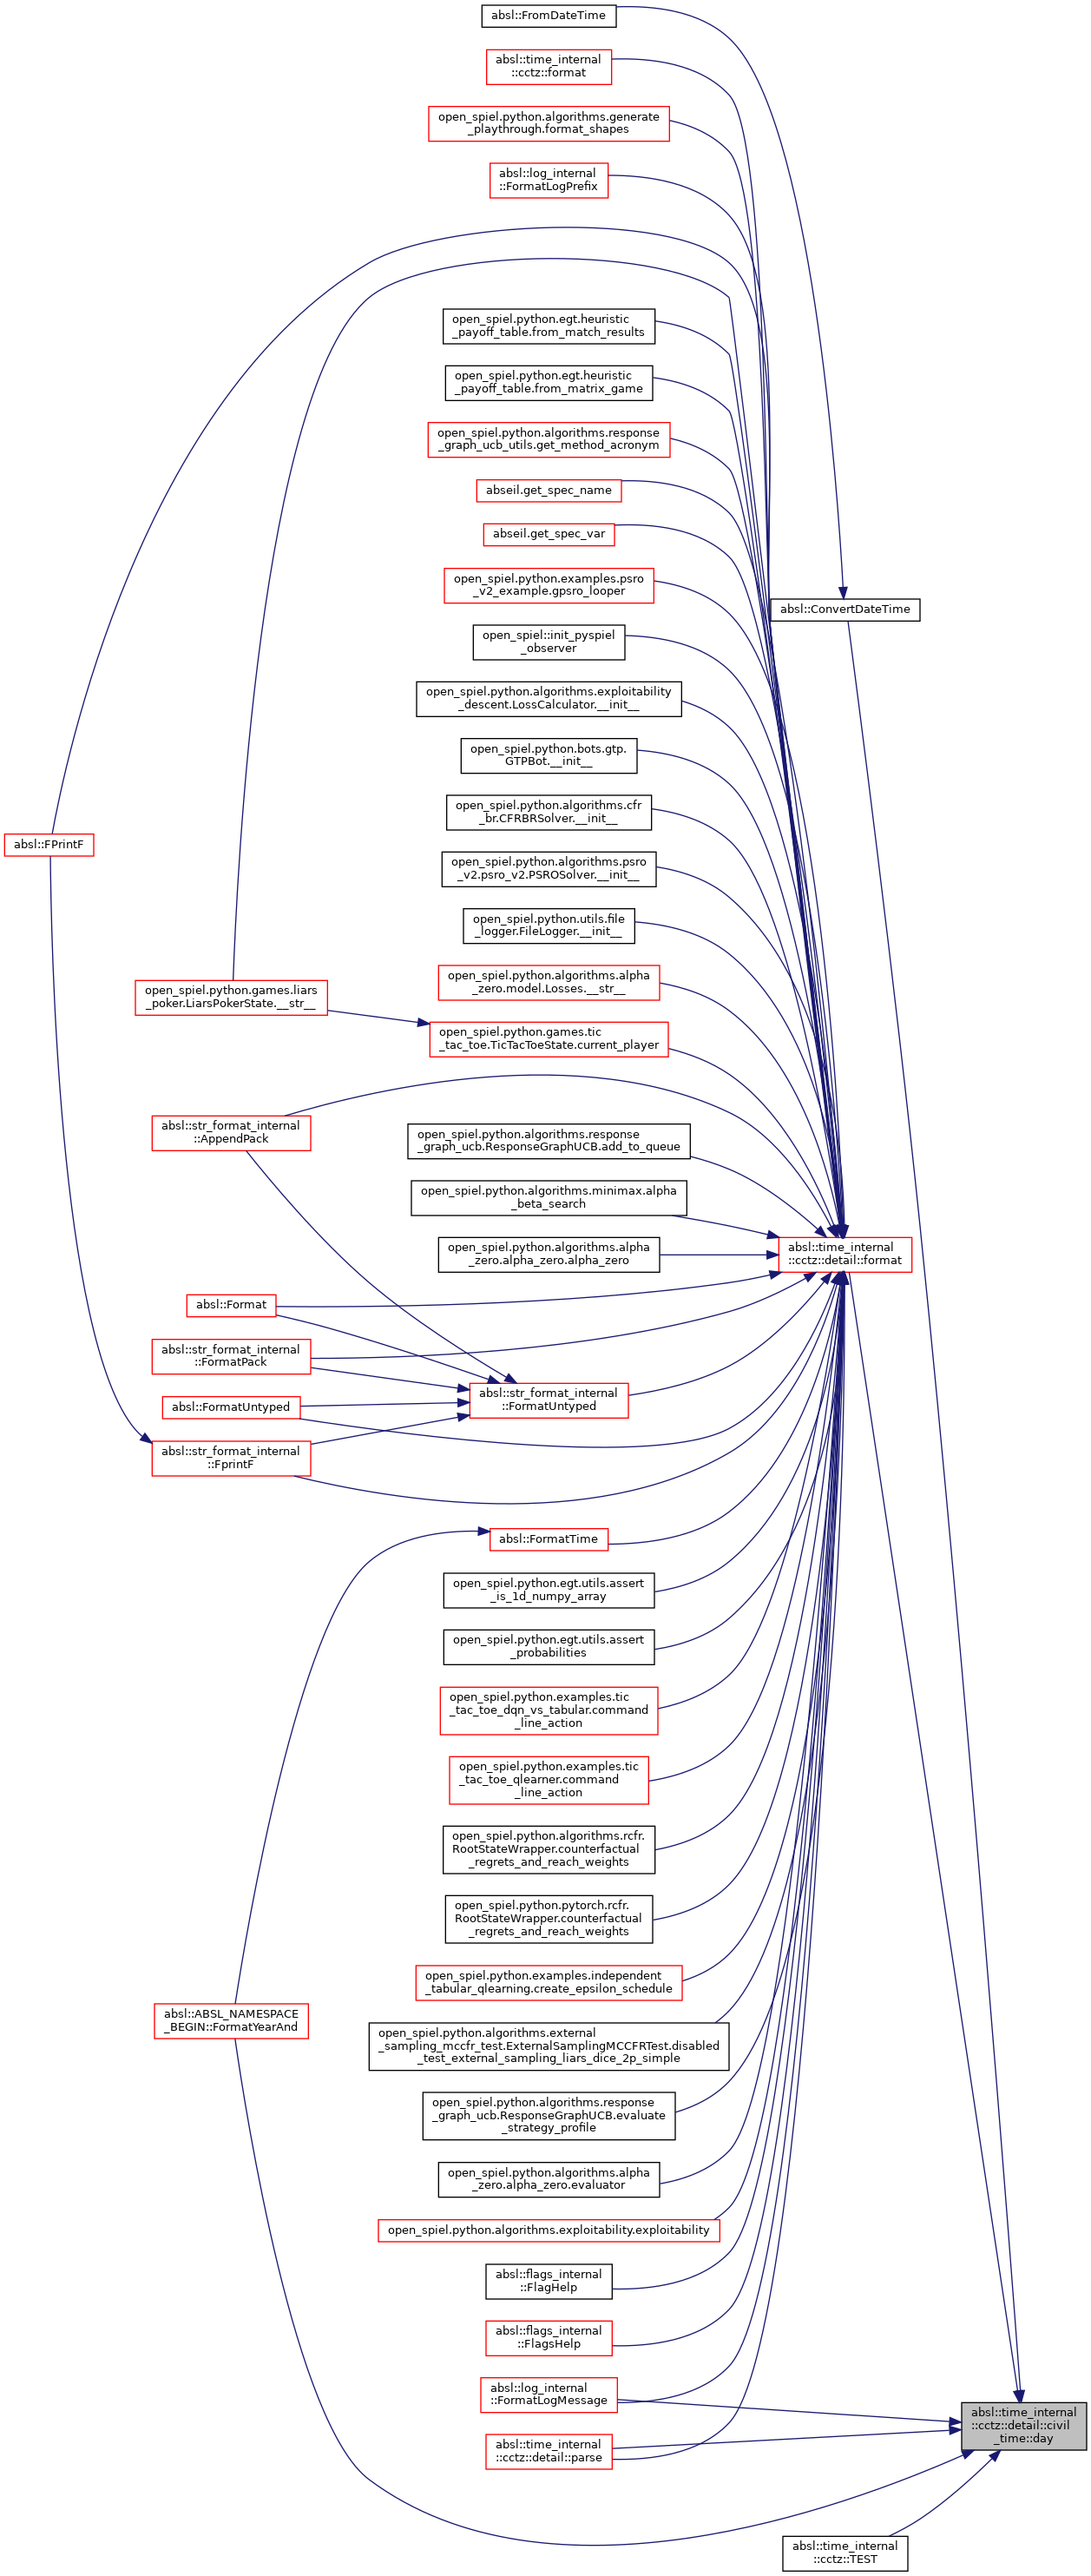 absl::FromDateTime
absl::time_internal
::cctz::format
open_spiel.python.algorithms.generate
_playthrough.format_shapes
absl::log_internal
::FormatLogPrefix
open_spiel.python.egt.heuristic
_payoff_table.from_match_results
open_spiel.python.egt.heuristic
_payoff_table.from_matrix_game
open_spiel.python.algorithms.response
_graph_ucb_utils.get_method_acronym
abseil.get_spec_name
abseil.get_spec_var
open_spiel.python.examples.psro
_v2_example.gpsro_looper
absl::ConvertDateTime
open_spiel::init_pyspiel
_observer
open_spiel.python.algorithms.exploitability
_descent.LossCalculator.__init__
open_spiel.python.bots.gtp.
GTPBot.__init__
open_spiel.python.algorithms.cfr
_br.CFRBRSolver.__init__
absl::FPrintF
open_spiel.python.algorithms.psro
_v2.psro_v2.PSROSolver.__init__
open_spiel.python.utils.file
_logger.FileLogger.__init__
open_spiel.python.algorithms.alpha
_zero.model.Losses.__str__
open_spiel.python.games.liars
_poker.LiarsPokerState.__str__
open_spiel.python.games.tic
_tac_toe.TicTacToeState.current_player
absl::str_format_internal
::AppendPack
open_spiel.python.algorithms.response
_graph_ucb.ResponseGraphUCB.add_to_queue
open_spiel.python.algorithms.minimax.alpha
_beta_search
open_spiel.python.algorithms.alpha
_zero.alpha_zero.alpha_zero
absl::time_internal
::cctz::detail::format
absl::Format
absl::str_format_internal
::FormatPack
absl::FormatUntyped
absl::str_format_internal
::FormatUntyped
absl::str_format_internal
::FprintF
absl::FormatTime
open_spiel.python.egt.utils.assert
_is_1d_numpy_array
open_spiel.python.egt.utils.assert
_probabilities
open_spiel.python.examples.tic
_tac_toe_dqn_vs_tabular.command
_line_action
open_spiel.python.examples.tic
_tac_toe_qlearner.command
_line_action
open_spiel.python.algorithms.rcfr.
RootStateWrapper.counterfactual
_regrets_and_reach_weights
open_spiel.python.pytorch.rcfr.
RootStateWrapper.counterfactual
_regrets_and_reach_weights
open_spiel.python.examples.independent
_tabular_qlearning.create_epsilon_schedule
absl::ABSL_NAMESPACE
_BEGIN::FormatYearAnd
open_spiel.python.algorithms.external
_sampling_mccfr_test.ExternalSamplingMCCFRTest.disabled
_test_external_sampling_liars_dice_2p_simple
open_spiel.python.algorithms.response
_graph_ucb.ResponseGraphUCB.evaluate
_strategy_profile
open_spiel.python.algorithms.alpha
_zero.alpha_zero.evaluator
open_spiel.python.algorithms.exploitability.exploitability
absl::flags_internal
::FlagHelp
absl::flags_internal
::FlagsHelp
absl::log_internal
::FormatLogMessage
absl::time_internal
::cctz::detail::civil
_time::day
absl::time_internal
::cctz::detail::parse
absl::time_internal
::cctz::TEST